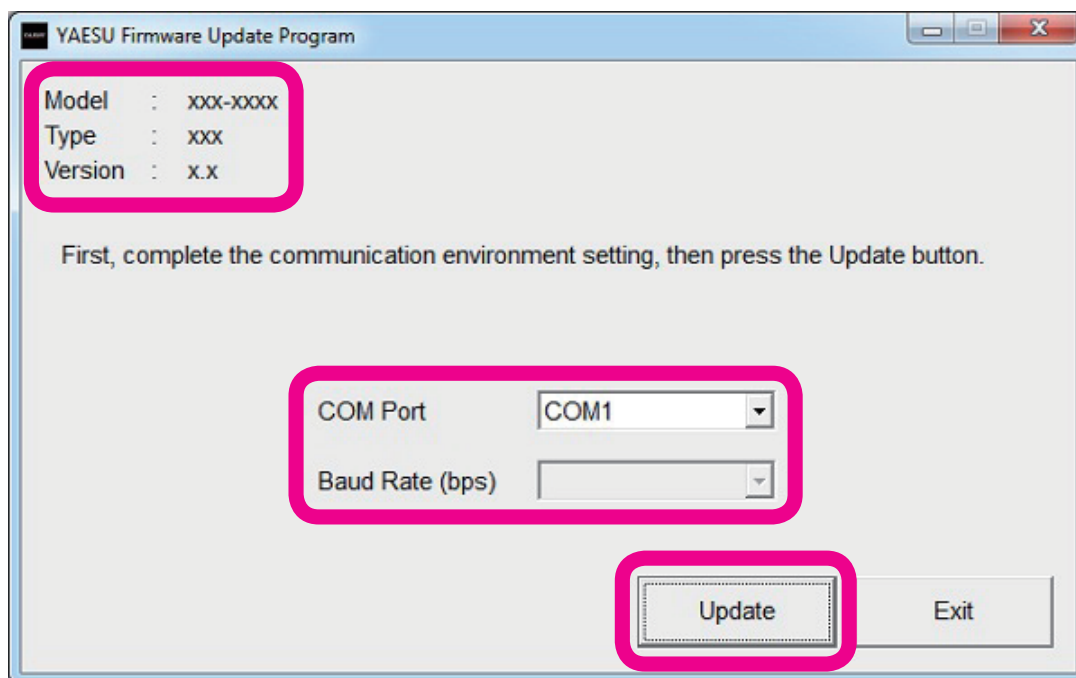 YAESU Firmware Update Program
Model : xxx-xxxx
Type : xxx
Version : x.x
First, complete the communication environment setting, then press the Update button.
COM Port COM1
Baud Rate (bps)
Update Exit